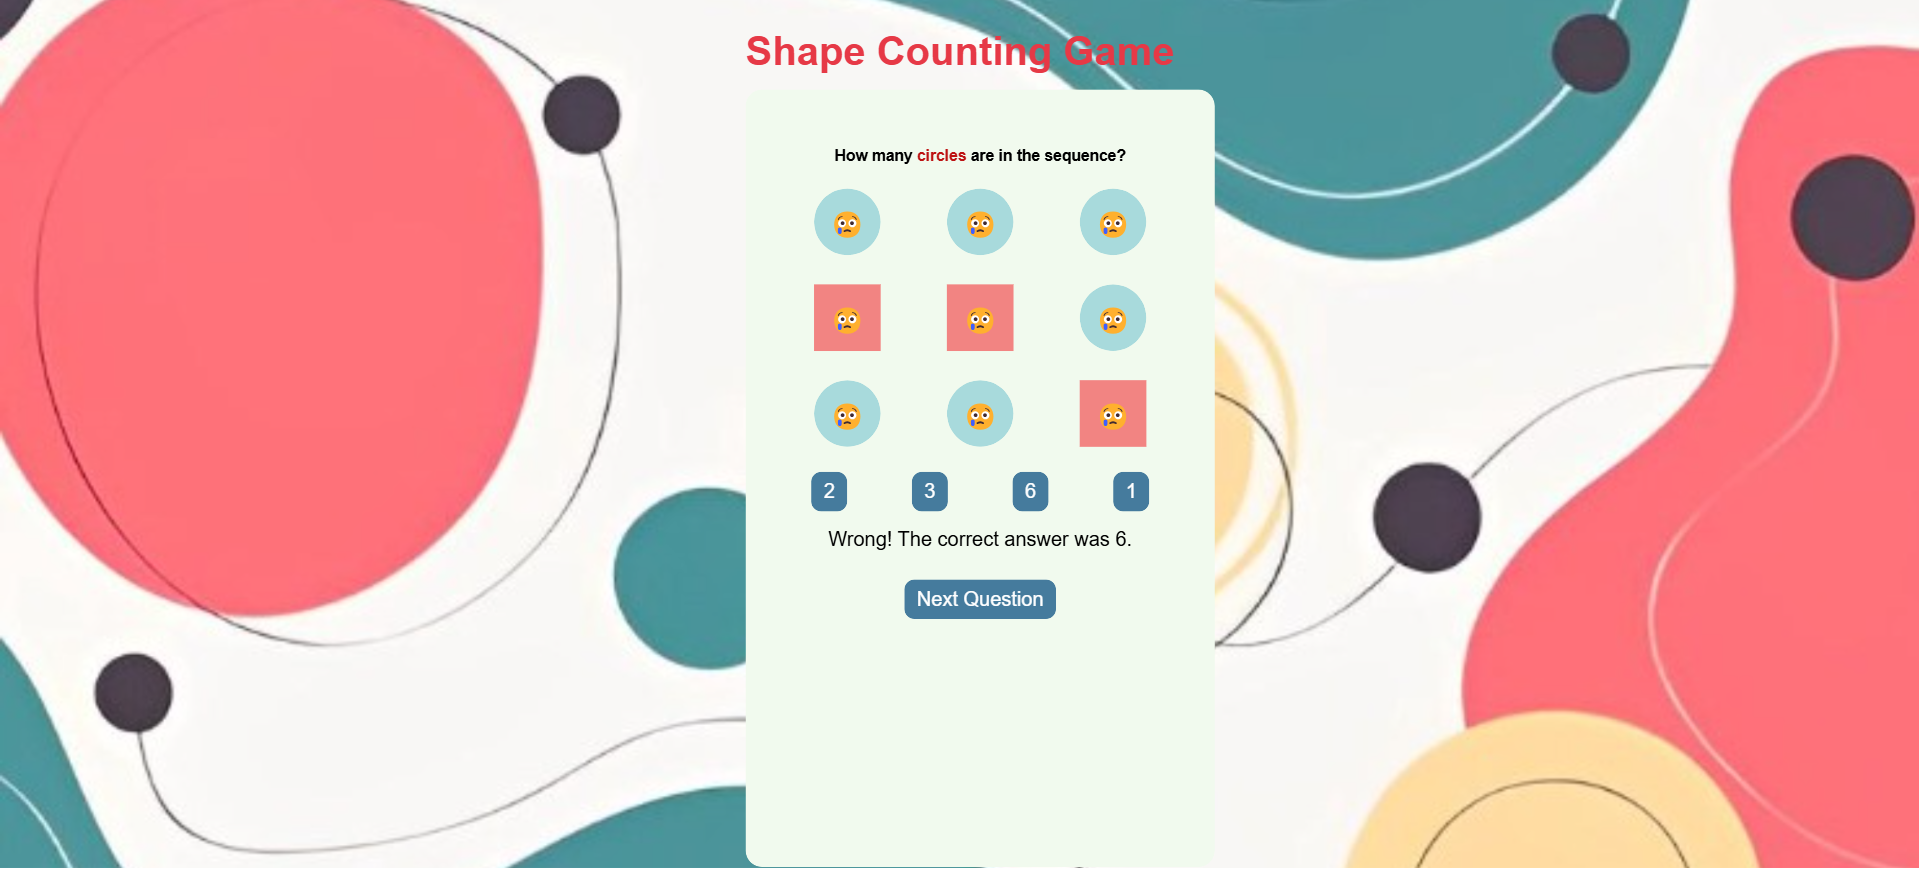 Shape Counting Game
How many circles are in the sequence?
2 3 6 1
Wrong! The correct answer was 6.
Next Question